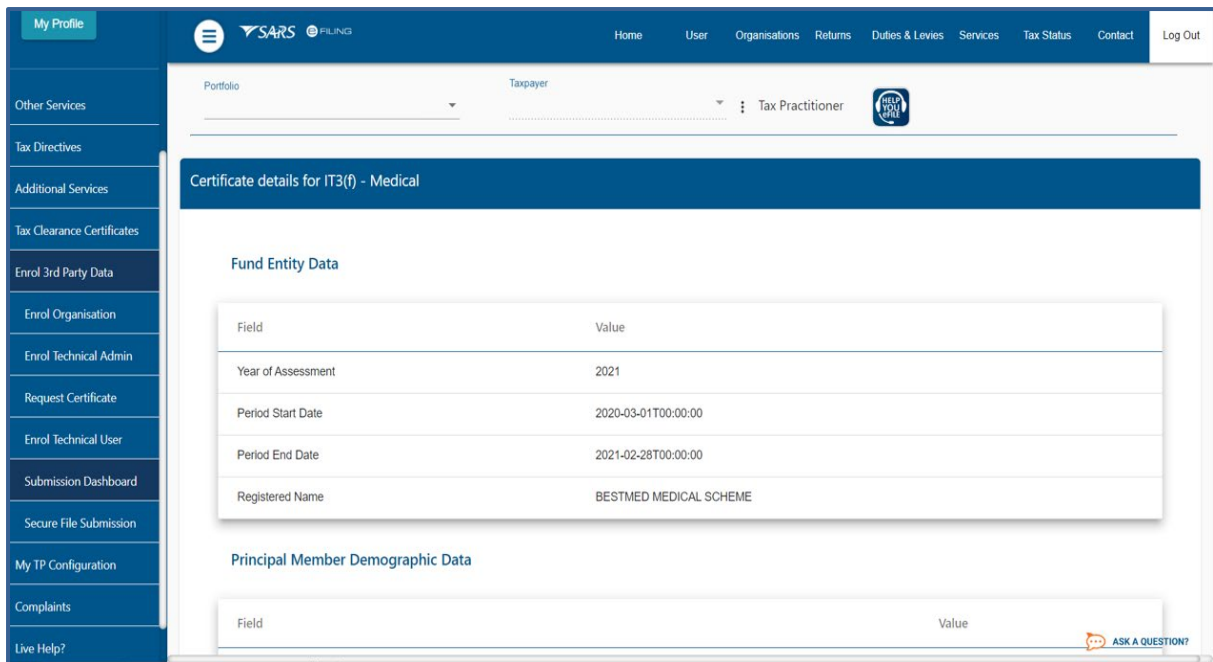 My Profile
SARS eFILING
Home User Organisations Returns Duties & Levies Services Tax Status Contact Log Out
Portfolio
Taxpayer
Tax Practitioner
HELP YOU eFILE
Other Services
Tax Directives
Additional Services
Tax Clearance Certificates
Enrol 3rd Party Data
Enrol Organisation
Enrol Technical Admin
Request Certificate
Enrol Technical User
Submission Dashboard
Secure File Submission
My TP Configuration
Complaints
Live Help?
Certificate details for IT3(f) - Medical
Fund Entity Data
Field Value
Year of Assessment 2021
Period Start Date 2020-03-01T00:00:00
Period End Date 2021-02-28T00:00:00
Registered Name BESTMED MEDICAL SCHEME
Principal Member Demographic Data
Field Value
ASK A QUESTION?